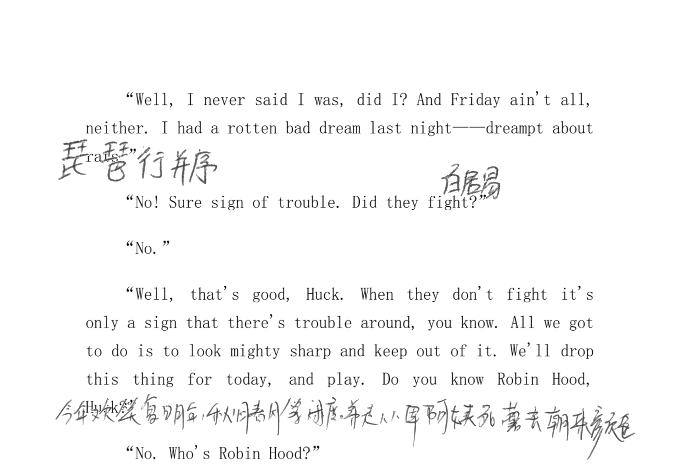 “Well, I never said I was, did I? And Friday ain't all,
neither. I had a rotten bad dream last night——dreampt about
rats.”
琵琶行并序
白居易
“No! Sure sign of trouble. Did they fight?”
“No.”
“Well, that's good, Huck. When they don't fight it's
only a sign that there's trouble around, you know. All we got
to do is to look mighty sharp and keep out of it. We'll drop
this thing for today, and play. Do you know Robin Hood,
Huck?”
今年欢笑复明年,秋月春风等闲度.弟走从军阿姨死 暮去朝来颜色
“No. Who's Robin Hood?”